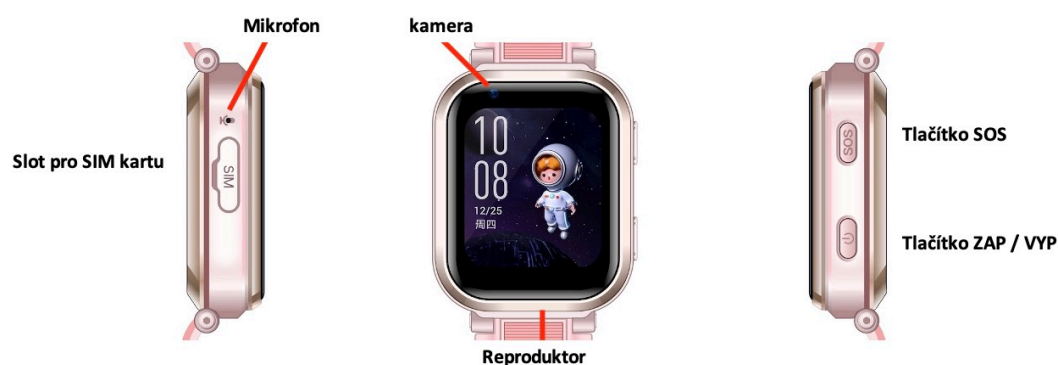 Mikrofon
kamera
Slot pro SIM kartu
SIM
10
08
12/25
周四
SOS
Tlačítko SOS
Tlačítko ZAP / VYP
Reproduktor